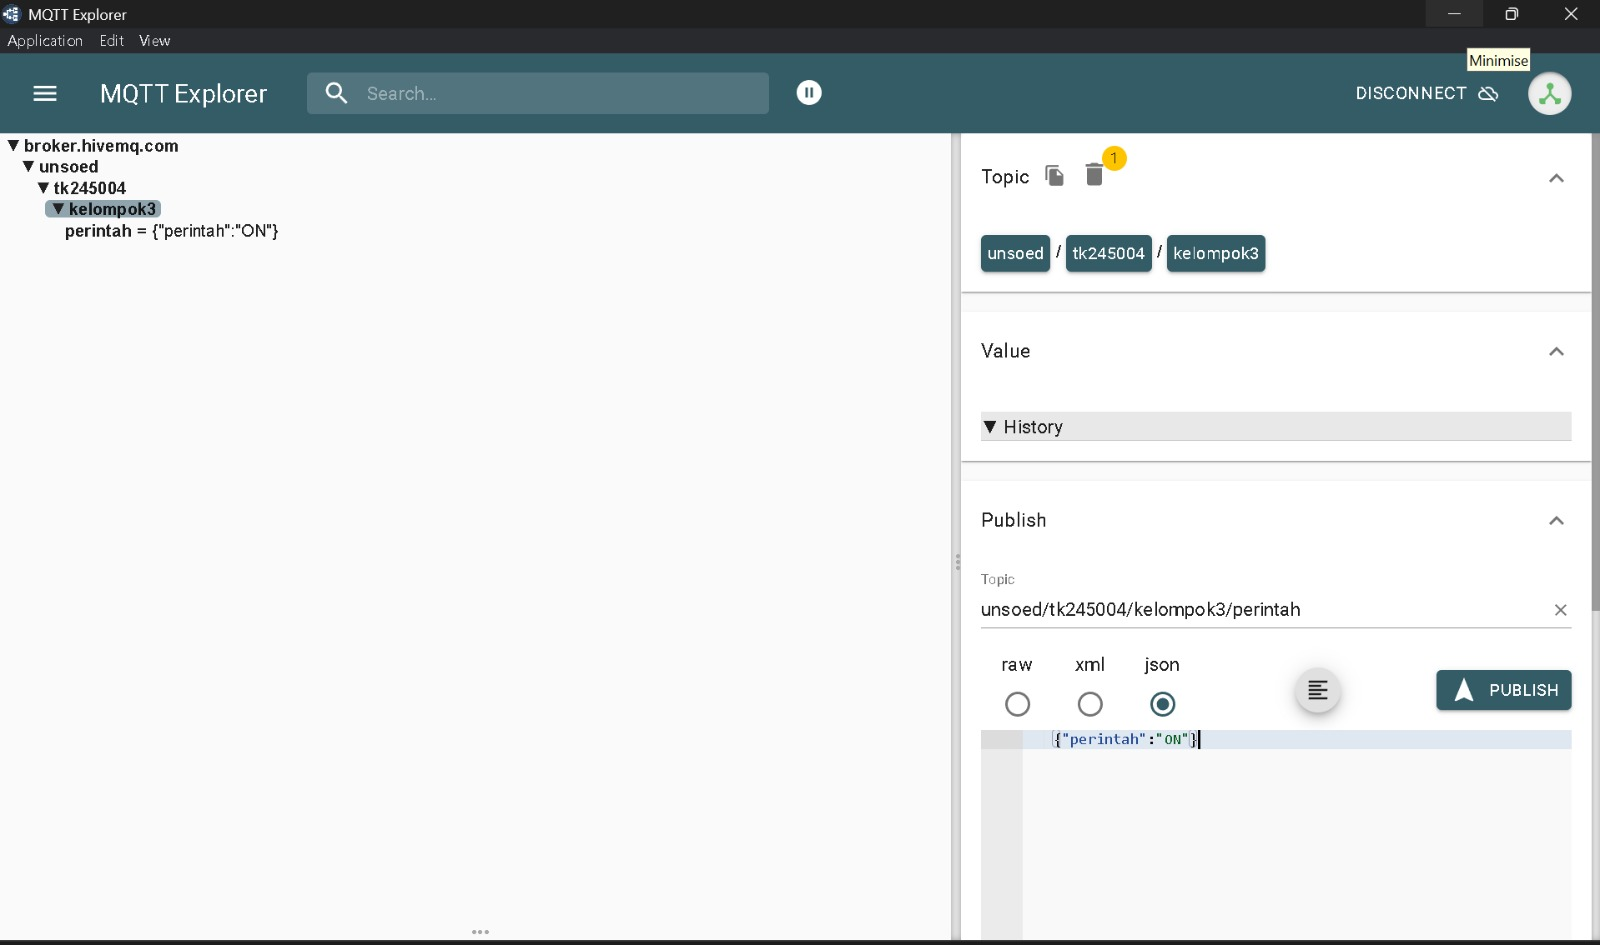 MQTT Explorer
Application Edit View
Minimise
MQTT Explorer
Search...
DISCONNECT
▼ broker.hivemq.com
▼ unsoed
▼ tk245004
▼ kelompok3
perintah = {"perintah":"ON"}
Topic
1
unsoed / tk245004 / kelompok3
Value
▼ History
Publish
Topic
unsoed/tk245004/kelompok3/perintah
raw xml json
PUBLISH
{"perintah":"ON"}